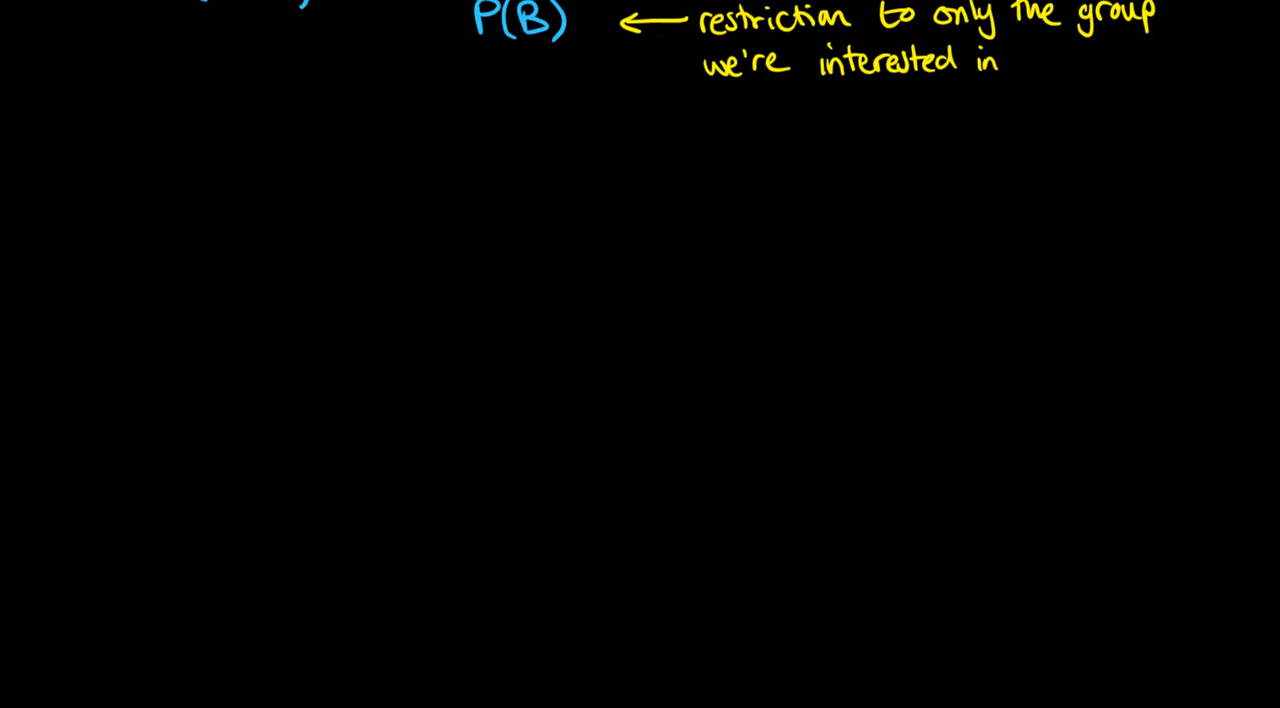 P(B) ← restriction to only the group
we're interested in